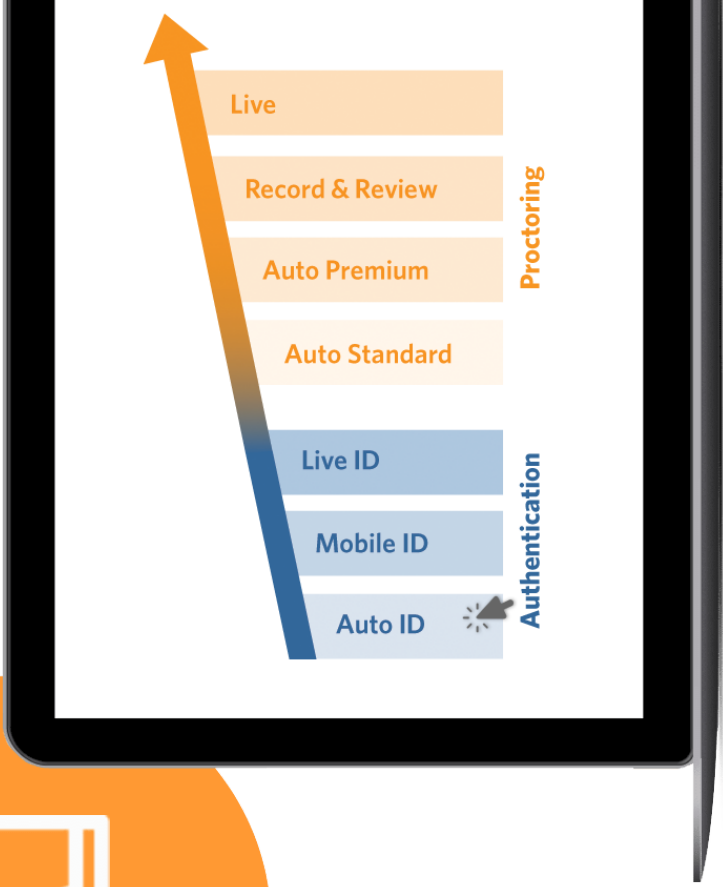 Live
Record & Review
Auto Premium
Auto Standard
Proctoring
Live ID
Mobile ID
Auto ID
Authentication